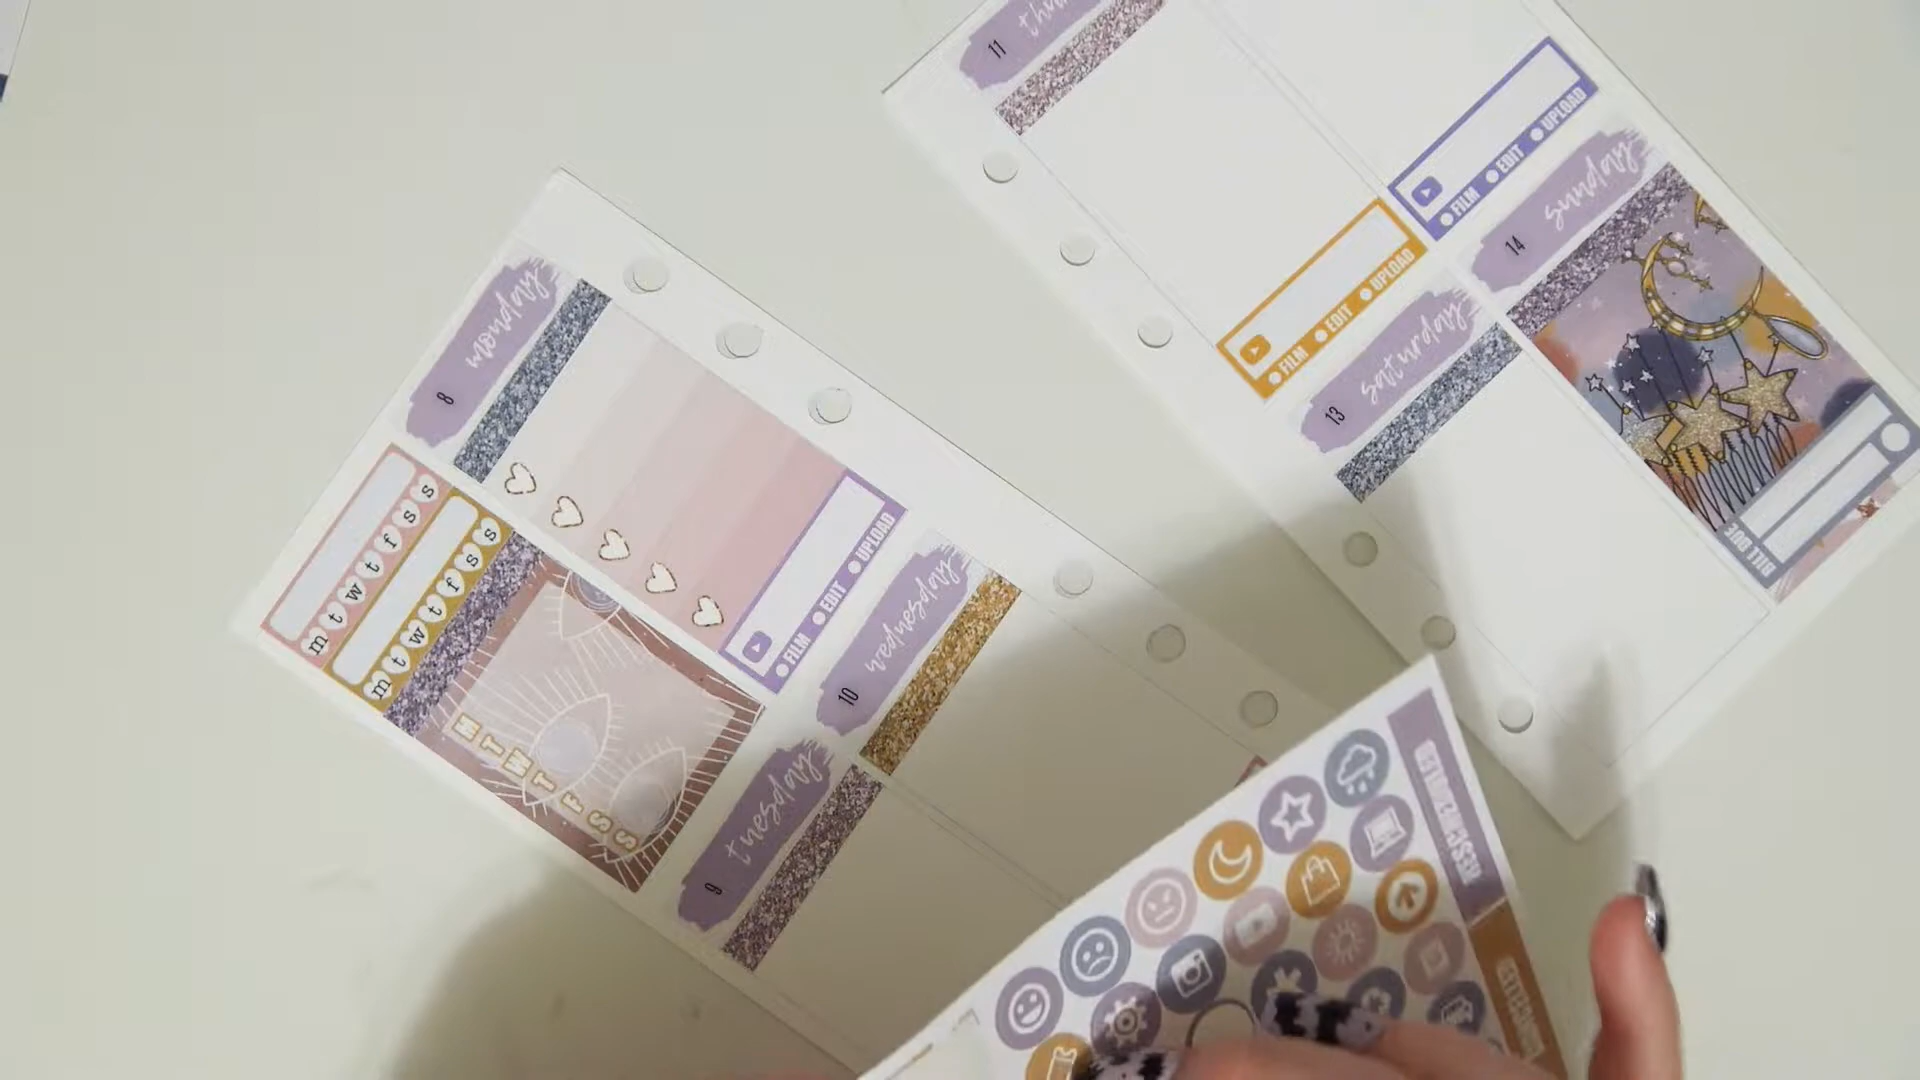 8 monday
m t w t f s s
m t w t f s s
M T W T F S S
FILM EDIT UPLOAD
9 tuesday
10 wednesday
11
FILM EDIT UPLOAD
FILM EDIT UPLOAD
13 saturday
14 sunday
BILL DUE